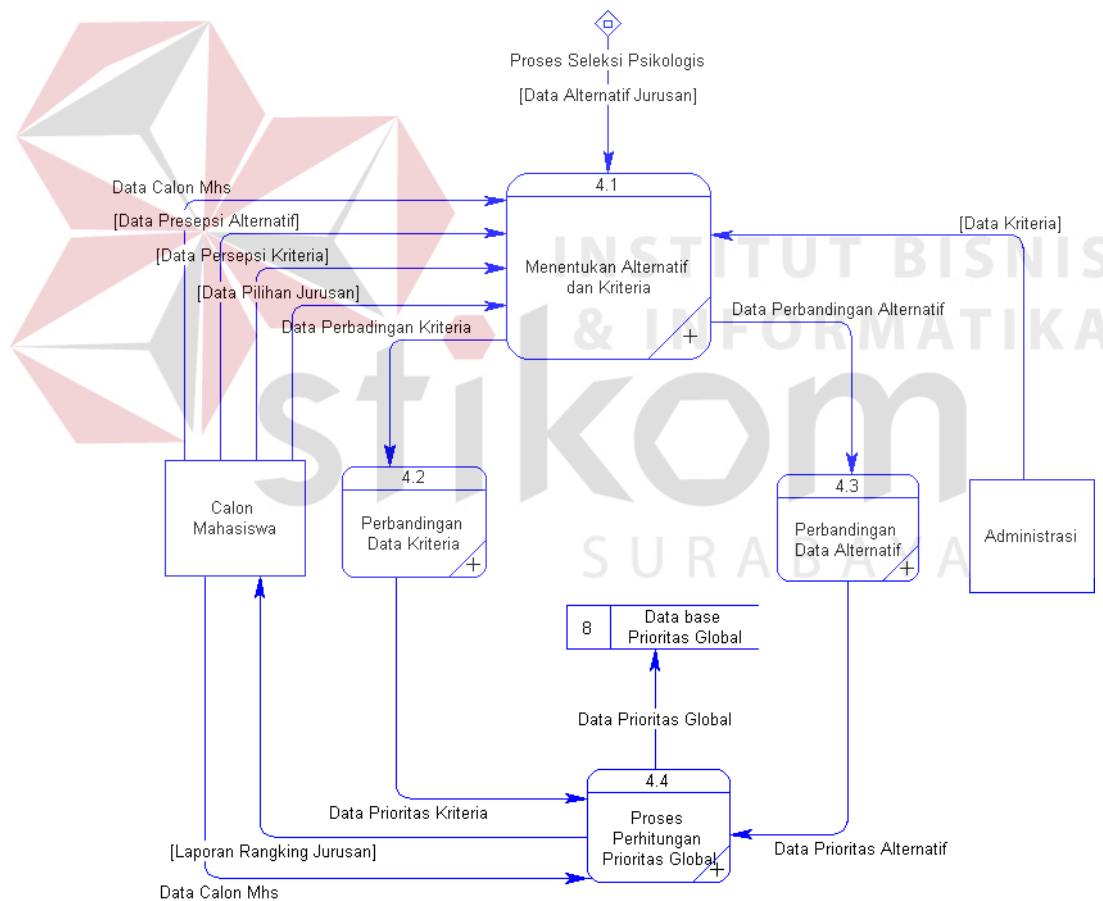 Proses Seleksi Psikologis
[Data Alternatif Jurusan]
4.1
Menentukan Alternatif
dan Kriteria
Data Calon Mhs
[Data Presepsi Alternatif]
[Data Persepsi Kriteria]
[Data Pilihan Jurusan]
Data Perbadingan Kriteria
[Data Kriteria]
Data Perbandingan Alternatif
INSTITUT BISNIS
& INFORMATIKA
stikom
SURABAYA
Calon
Mahasiswa
4.2
Perbandingan
Data Kriteria
4.3
Perbandingan
Data Alternatif
Administrasi
8
Data base
Prioritas Global
Data Prioritas Global
4.4
Proses
Perhitungan
Prioritas Global
Data Prioritas Kriteria
Data Prioritas Alternatif
[Laporan Rangking Jurusan]
Data Calon Mhs